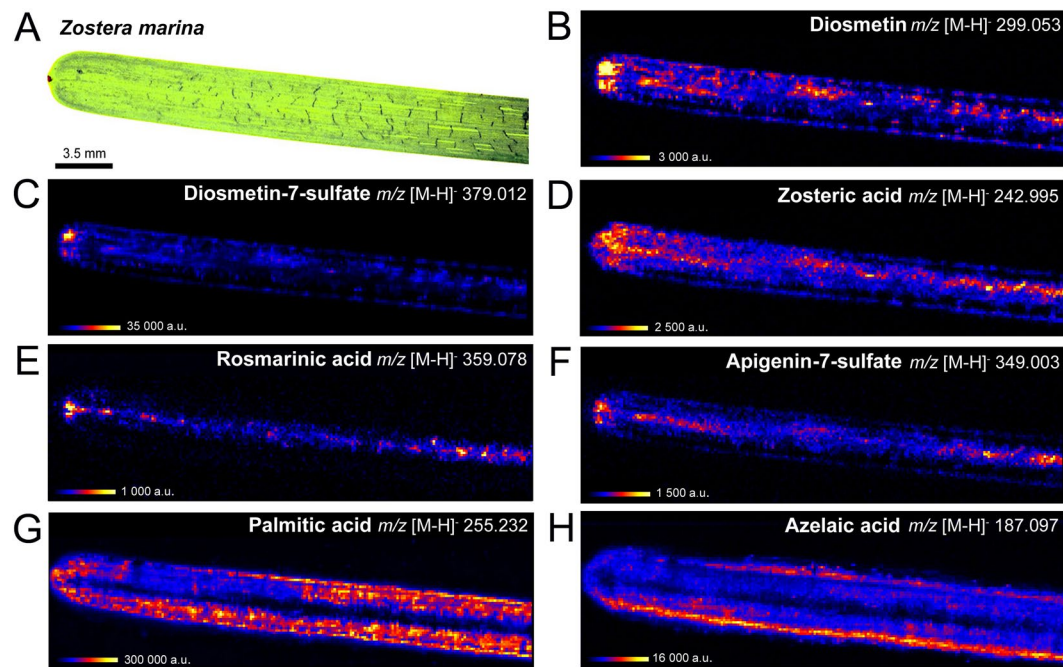 A
Zostera marina
3.5 mm
B
Diosmetin m/z [M-H]⁻ 299.053
3 000 a.u.
C
Diosmetin-7-sulfate m/z [M-H]⁻ 379.012
35 000 a.u.
D
Zosteric acid m/z [M-H]⁻ 242.995
2 500 a.u.
E
Rosmarinic acid m/z [M-H]⁻ 359.078
1 000 a.u.
F
Apigenin-7-sulfate m/z [M-H]⁻ 349.003
1 500 a.u.
G
Palmitic acid m/z [M-H]⁻ 255.232
300 000 a.u.
H
Azelaic acid m/z [M-H]⁻ 187.097
16 000 a.u.